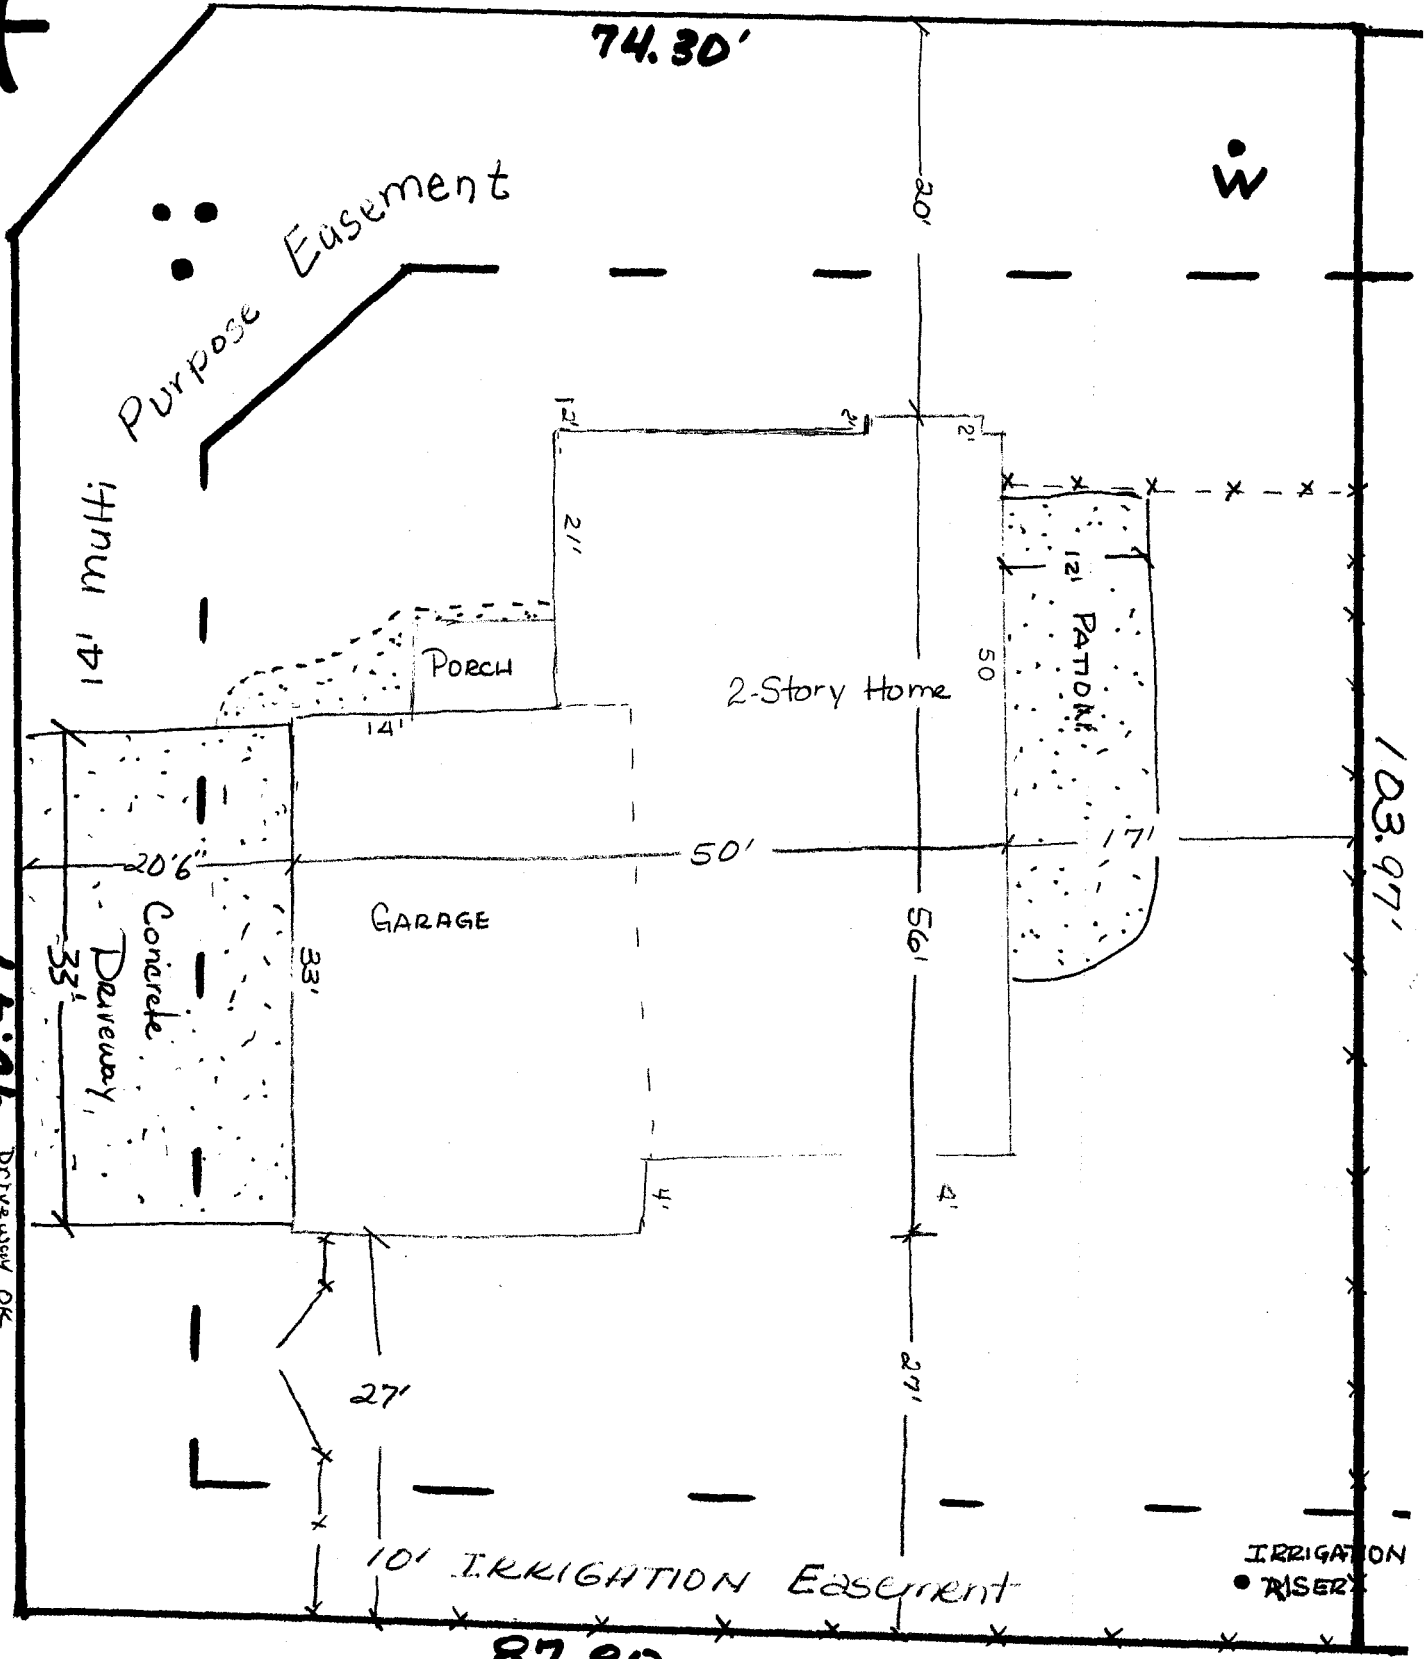 74.30'
20'
W
Purpose Easement
14' Multi
12'
2'
2'
21'
12'
PATIO
50
PORCH
14'
2-Story Home
103.97'
20'6"
50'
17'
GARAGE
56'
33'
33'
Concrete
Driveway
Driveway OK
4'
4'
27'
27'
10' IRRIGATION Easement
IRRIGATION
RISER